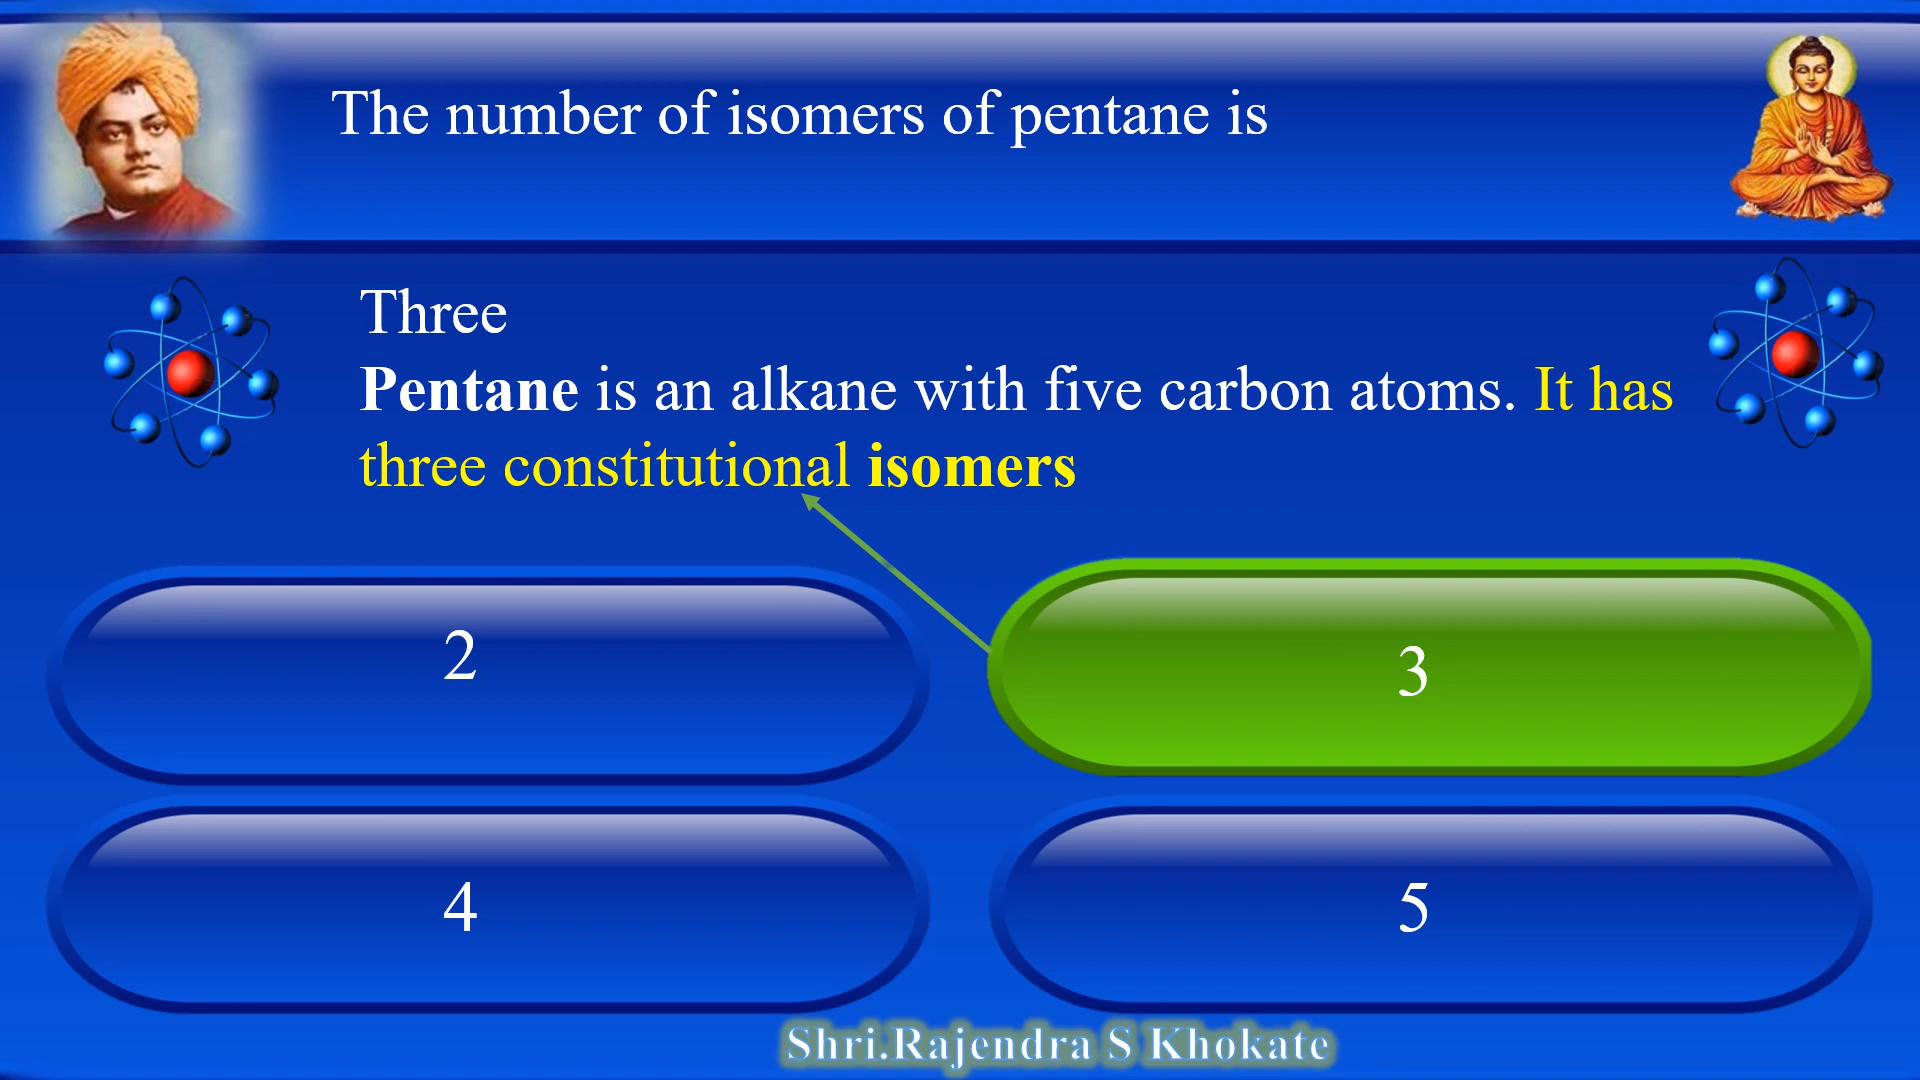 The number of isomers of pentane is
Three
Pentane is an alkane with five carbon atoms. It has
three constitutional isomers
2
3
4
5
Shri.Rajendra S Khokate